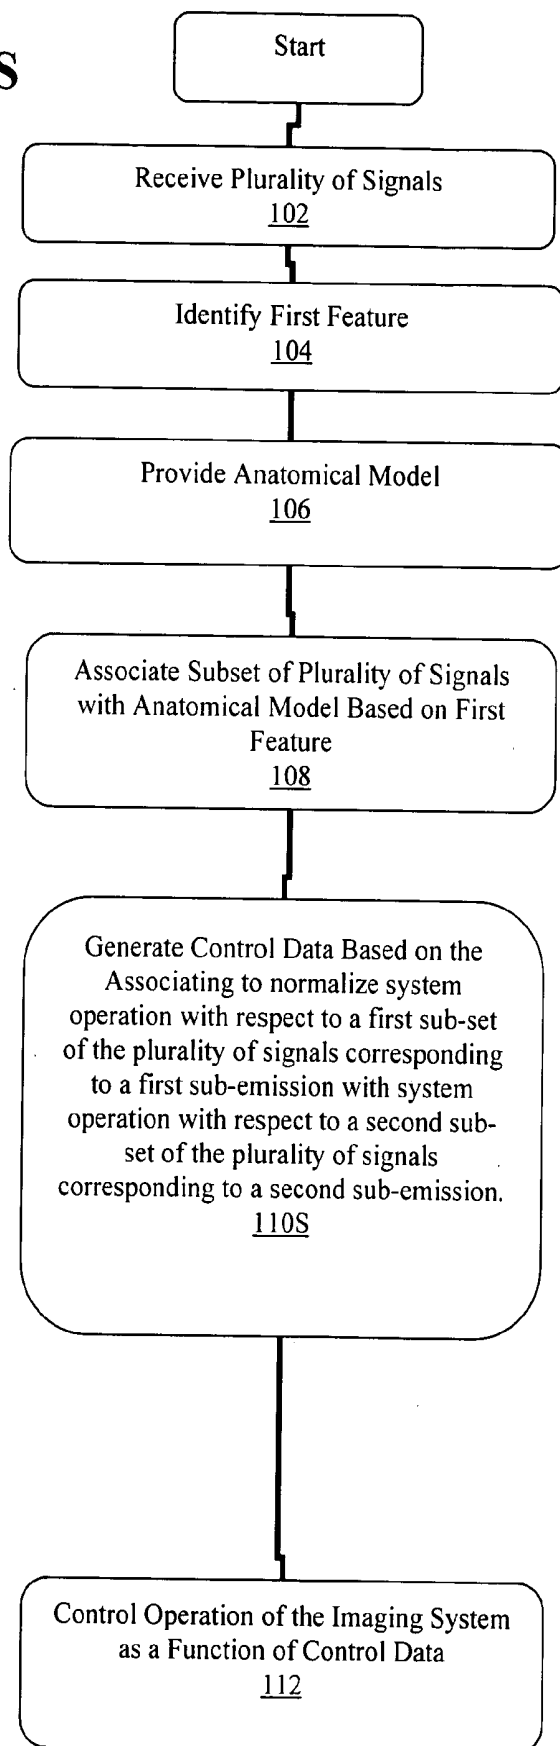 S
Start
Receive Plurality of Signals
102
Identify First Feature
104
Provide Anatomical Model
106
Associate Subset of Plurality of Signals
with Anatomical Model Based on First
Feature
108
Generate Control Data Based on the
Associating to normalize system
operation with respect to a first sub-set
of the plurality of signals corresponding
to a first sub-emission with system
operation with respect to a second sub-
set of the plurality of signals
corresponding to a second sub-emission.
110S
Control Operation of the Imaging System
as a Function of Control Data
112